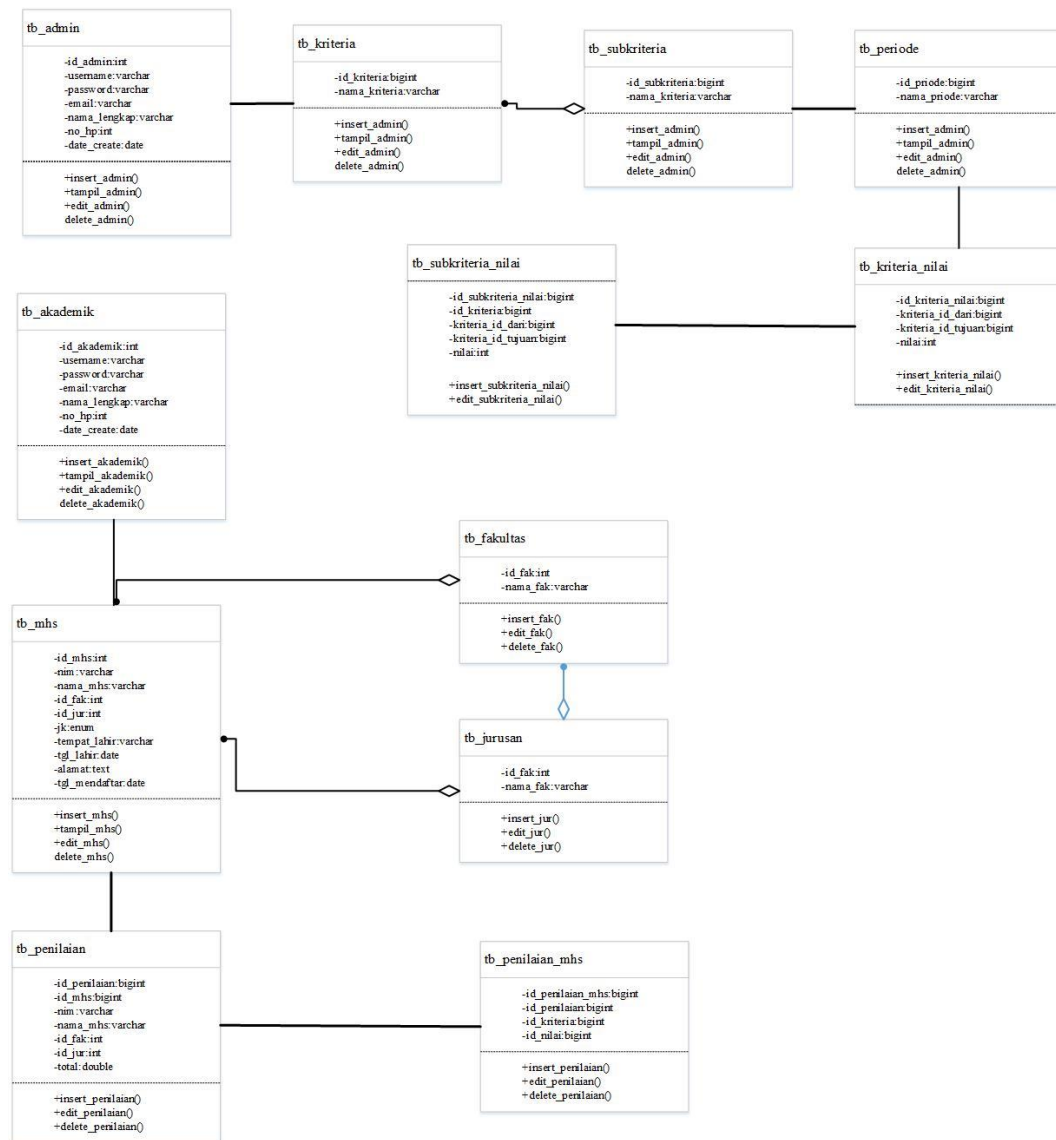 tb_admin
-id_admin:int
-username:varchar
-password:varchar
-email:varchar
-nama_lengkap:varchar
-no_hp:int
-date_create:date
+insert_admin()
+tampil_admin()
+edit_admin()
delete_admin()
tb_kriteria
-id_kriteria:bigint
-nama_kriteria:varchar
+insert_admin()
+tampil_admin()
+edit_admin()
delete_admin()
tb_subkriteria
-id_subkriteria:bigint
-nama_kriteria:varchar
+insert_admin()
+tampil_admin()
+edit_admin()
delete_admin()
tb_periode
-id_priode:bigint
-nama_priode:varchar
+insert_admin()
+tampil_admin()
+edit_admin()
delete_admin()
tb_subkriteria_nilai
-id_subkriteria_nilai:bigint
-id_kriteria:bigint
-kriteria_id_dari:bigint
-kriteria_id_tujuan:bigint
-nilai:int
+insert_subkriteria_nilai()
+edit_subkriteria_nilai()
tb_kriteria_nilai
-id_kriteria_nilai:bigint
-kriteria_id_dari:bigint
-kriteria_id_tujuan:bigint
-nilai:int
+insert_kriteria_nilai()
+edit_kriteria_nilai()
tb_akademik
-id_akademik:int
-username:varchar
-password:varchar
-email:varchar
-nama_lengkap:varchar
-no_hp:int
-date_create:date
+insert_akademik()
+tampil_akademik()
+edit_akademik()
delete_akademik()
tb_fakultas
-id_fak:int
-nama_fak:varchar
+insert_fak()
+edit_fak()
+delete_fak()
tb_mhs
-id_mhs:int
-nim:varchar
-nama_mhs:varchar
-id_fak:int
-id_jur:int
-jk:enum
-tempat_lahir:varchar
-tgl_lahir:date
-alamat:text
-tgl_mendaftar:date
+insert_mhs()
+tampil_mhs()
+edit_mhs()
delete_mhs()
tb_jurusan
-id_fak:int
-nama_fak:varchar
+insert_jur()
+edit_jur()
+delete_jur()
tb_penilaian
-id_penilaian:bigint
-id_mhs:bigint
-nim:varchar
-nama_mhs:varchar
-id_fak:int
-id_jur:int
-total:double
+insert_penilaian()
+edit_penilaian()
+delete_penilaian()
tb_penilaian_mhs
-id_penilaian_mhs:bigint
-id_penilaian:bigint
-id_kriteria:bigint
-id_nilai:bigint
+insert_penilaian()
+edit_penilaian()
+delete_penilaian()